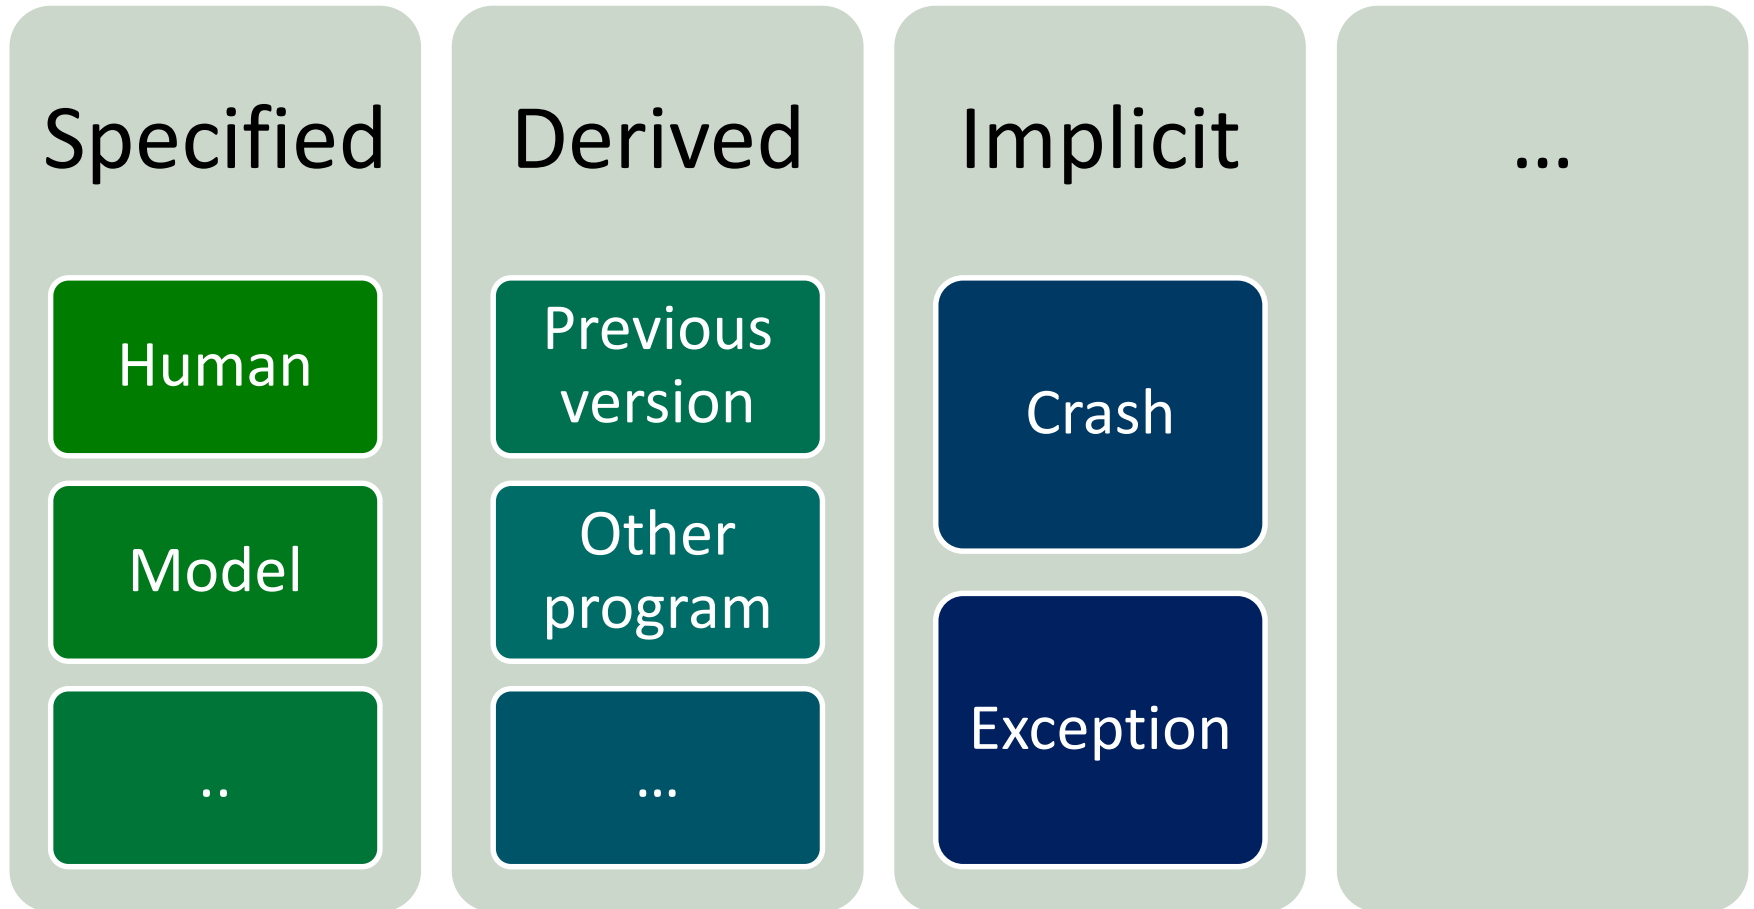 Specified
Human
Model
..
Derived
Previous
version
Other
program
...
Implicit
Crash
Exception
...